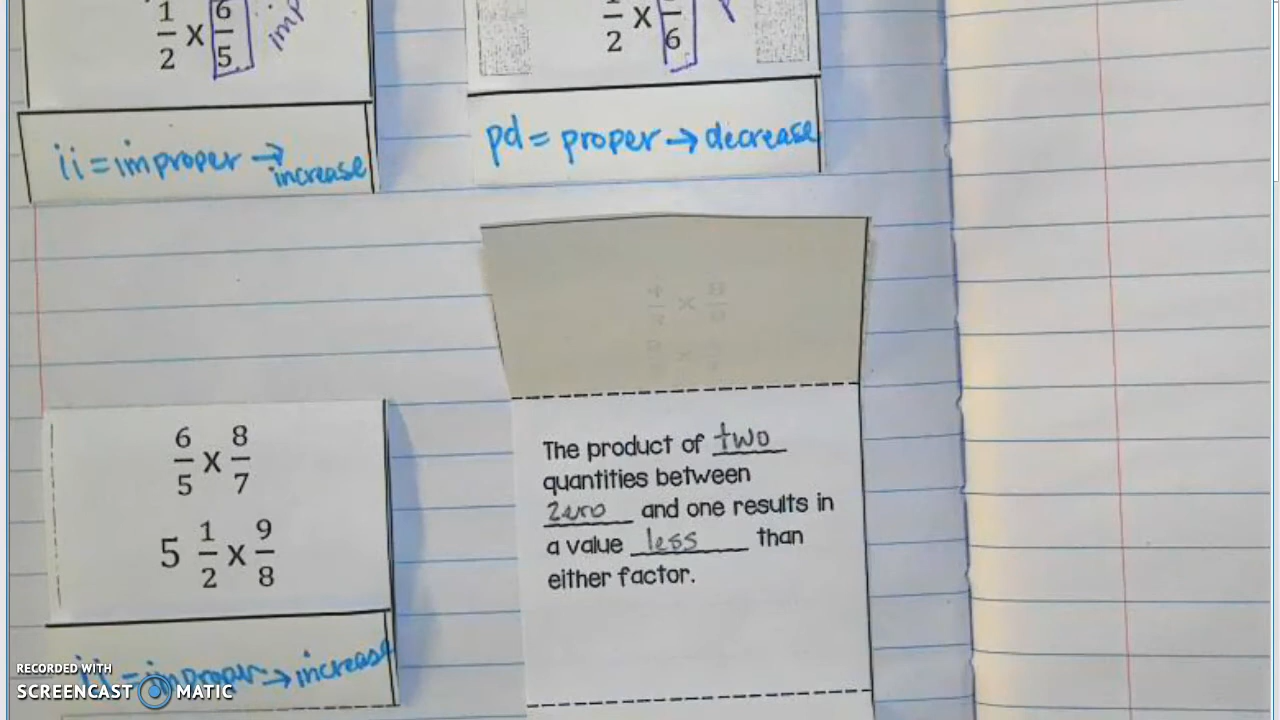 1/2 x 6/5
imp
1/2 x /6
ii = improper → increase
pd = proper → decrease
6/5 x 8/7
5 1/2 x 9/8
ii = improper → increase
The product of two
quantities between
zero and one results in
a value less than
either factor.
RECORDED WITH
SCREENCAST MATIC